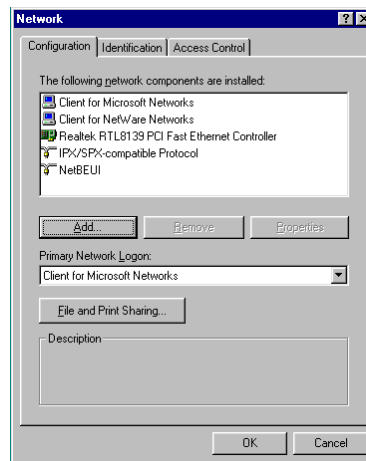 Network
Configuration Identification Access Control
The following network components are installed:
Client for Microsoft Networks
Client for NetWare Networks
Realtek RTL8139 PCI Fast Ethernet Controller
IPX/SPX-compatible Protocol
NetBEUI
Add... Remove Properties
Primary Network Logon:
Client for Microsoft Networks
File and Print Sharing...
Description
OK Cancel